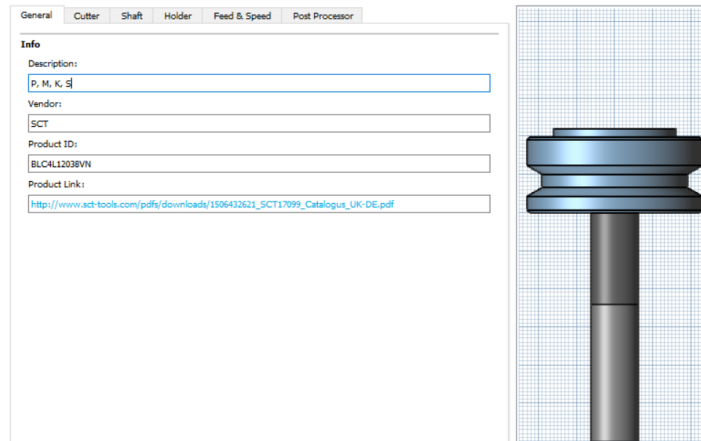 General Cutter Shaft Holder Feed & Speed Post Processor
Info
Description:
P, M, K, S
Vendor:
SCT
Product ID:
BLC4L12038VN
Product Link:
http://www.sct-tools.com/pdfs/downloads/1506432621_SCT17099_Catalogus_UK-DE.pdf